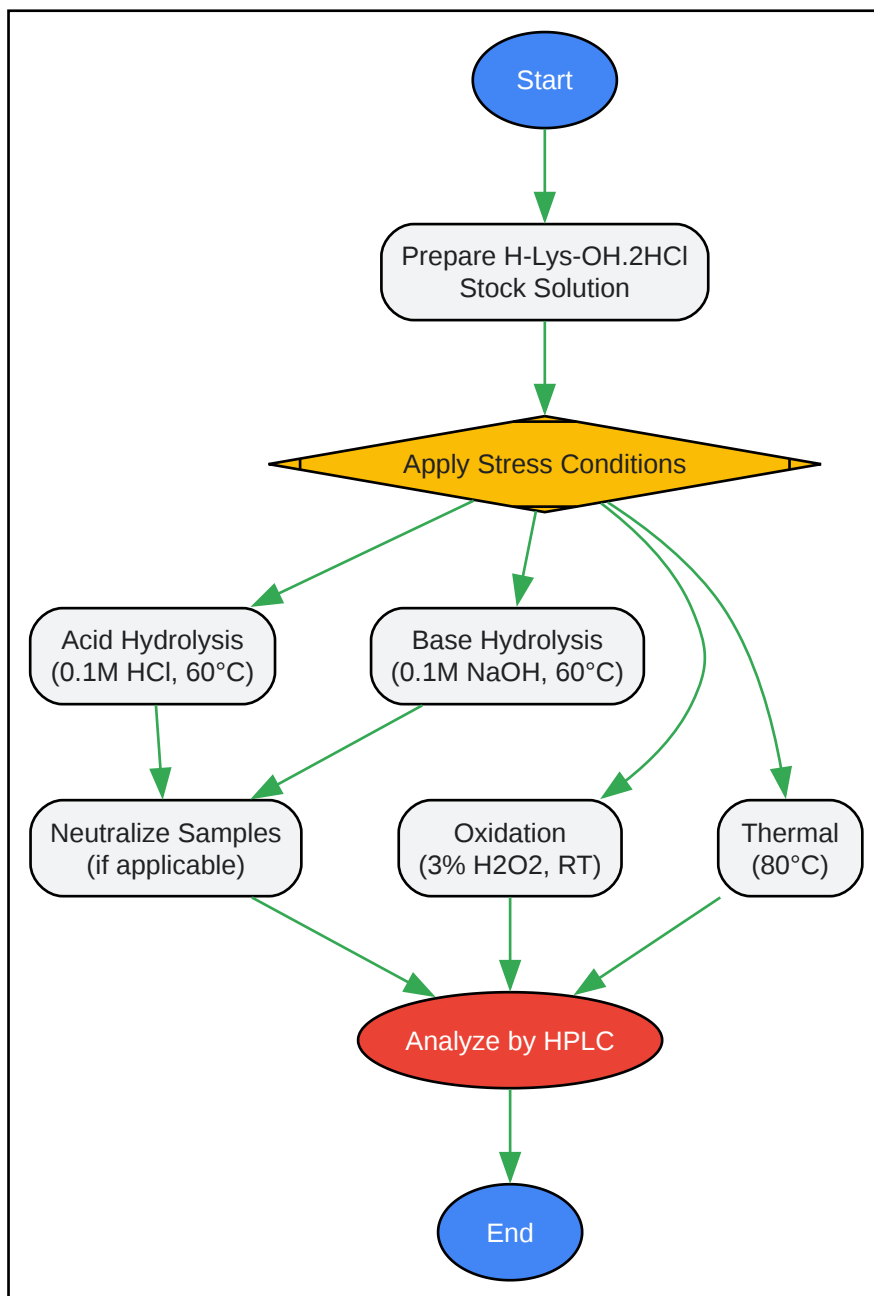 Start
Prepare H-Lys-OH.2HCl
Stock Solution
Apply Stress Conditions
Acid Hydrolysis
(0.1M HCl, 60°C)
Base Hydrolysis
(0.1M NaOH, 60°C)
Neutralize Samples
(if applicable)
Oxidation
(3% H2O2, RT)
Thermal
(80°C)
Analyze by HPLC
End